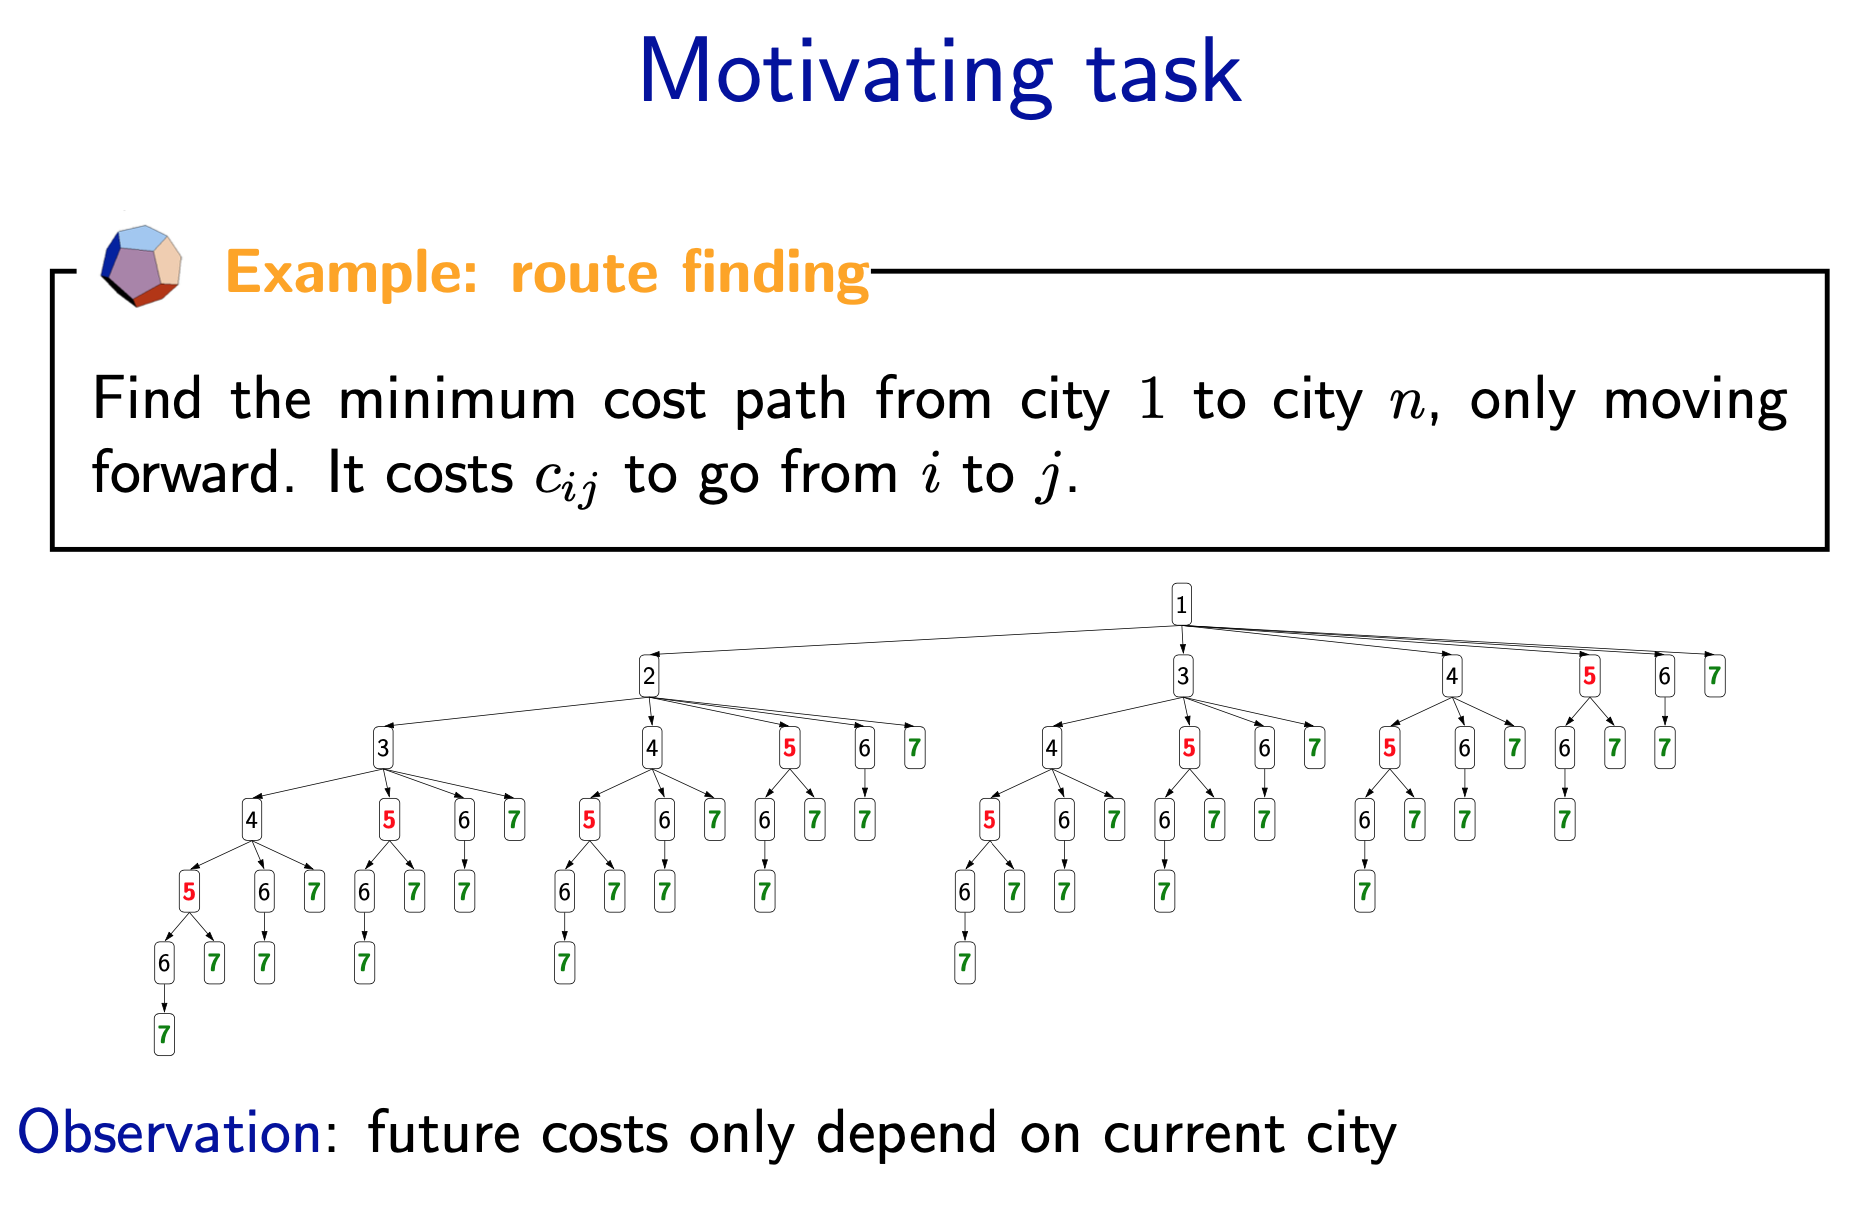 Motivating task
Example: route finding
Find the minimum cost path from city 1 to city n, only moving
forward. It costs c_{ij} to go from i to j.
1
2 3 4 5 6 7
3 4 5 6 7 4 5 6 7 5 6 7 6 7 7
4 5 6 7 5 6 7 6 7 7 5 6 7 6 7 7 6 7 7 7
5 6 7 6 7 7 6 7 7 7 6 7 7 7 7
6 7 7 7 7 7
7
Observation: future costs only depend on current city